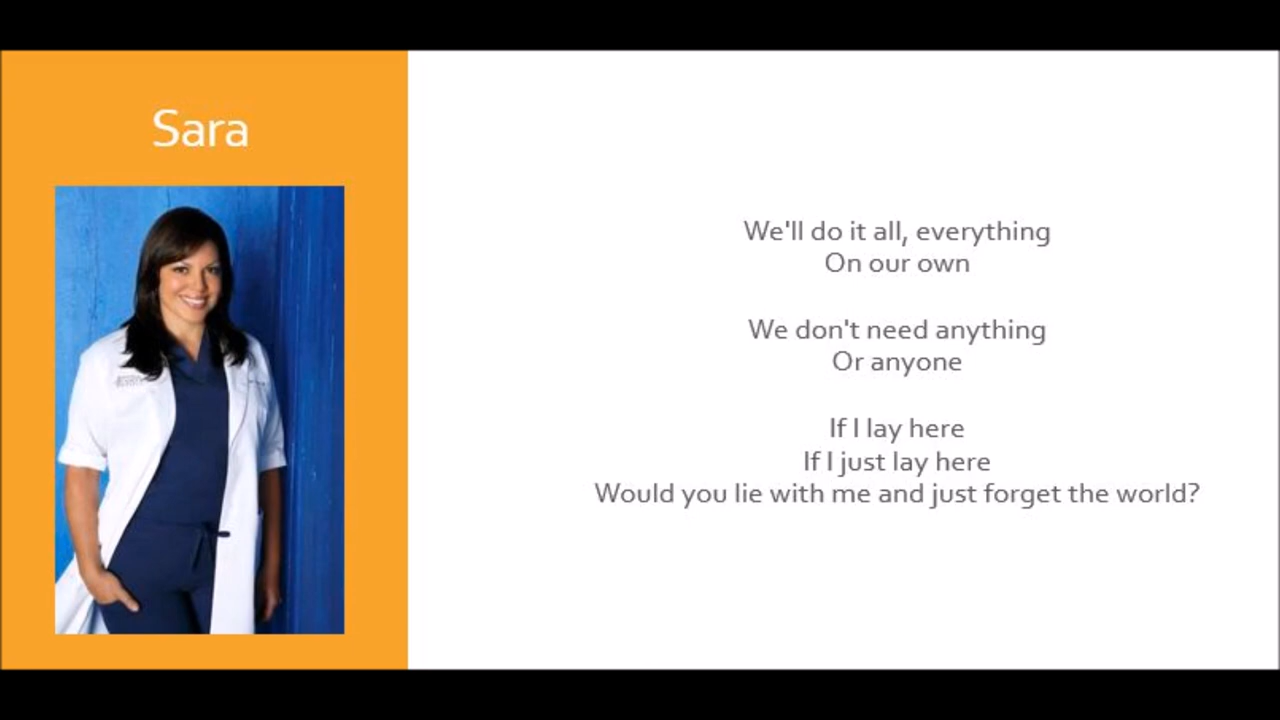 Sara
We'll do it all, everything
On our own
We don't need anything
Or anyone
If I lay here
If I just lay here
Would you lie with me and just forget the world?